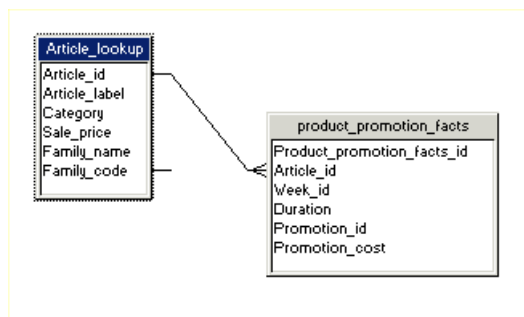 Article_lookup
Article_id
Article_label
Category
Sale_price
Family_name
Family_code
product_promotion_facts
Product_promotion_facts_id
Article_id
Week_id
Duration
Promotion_id
Promotion_cost